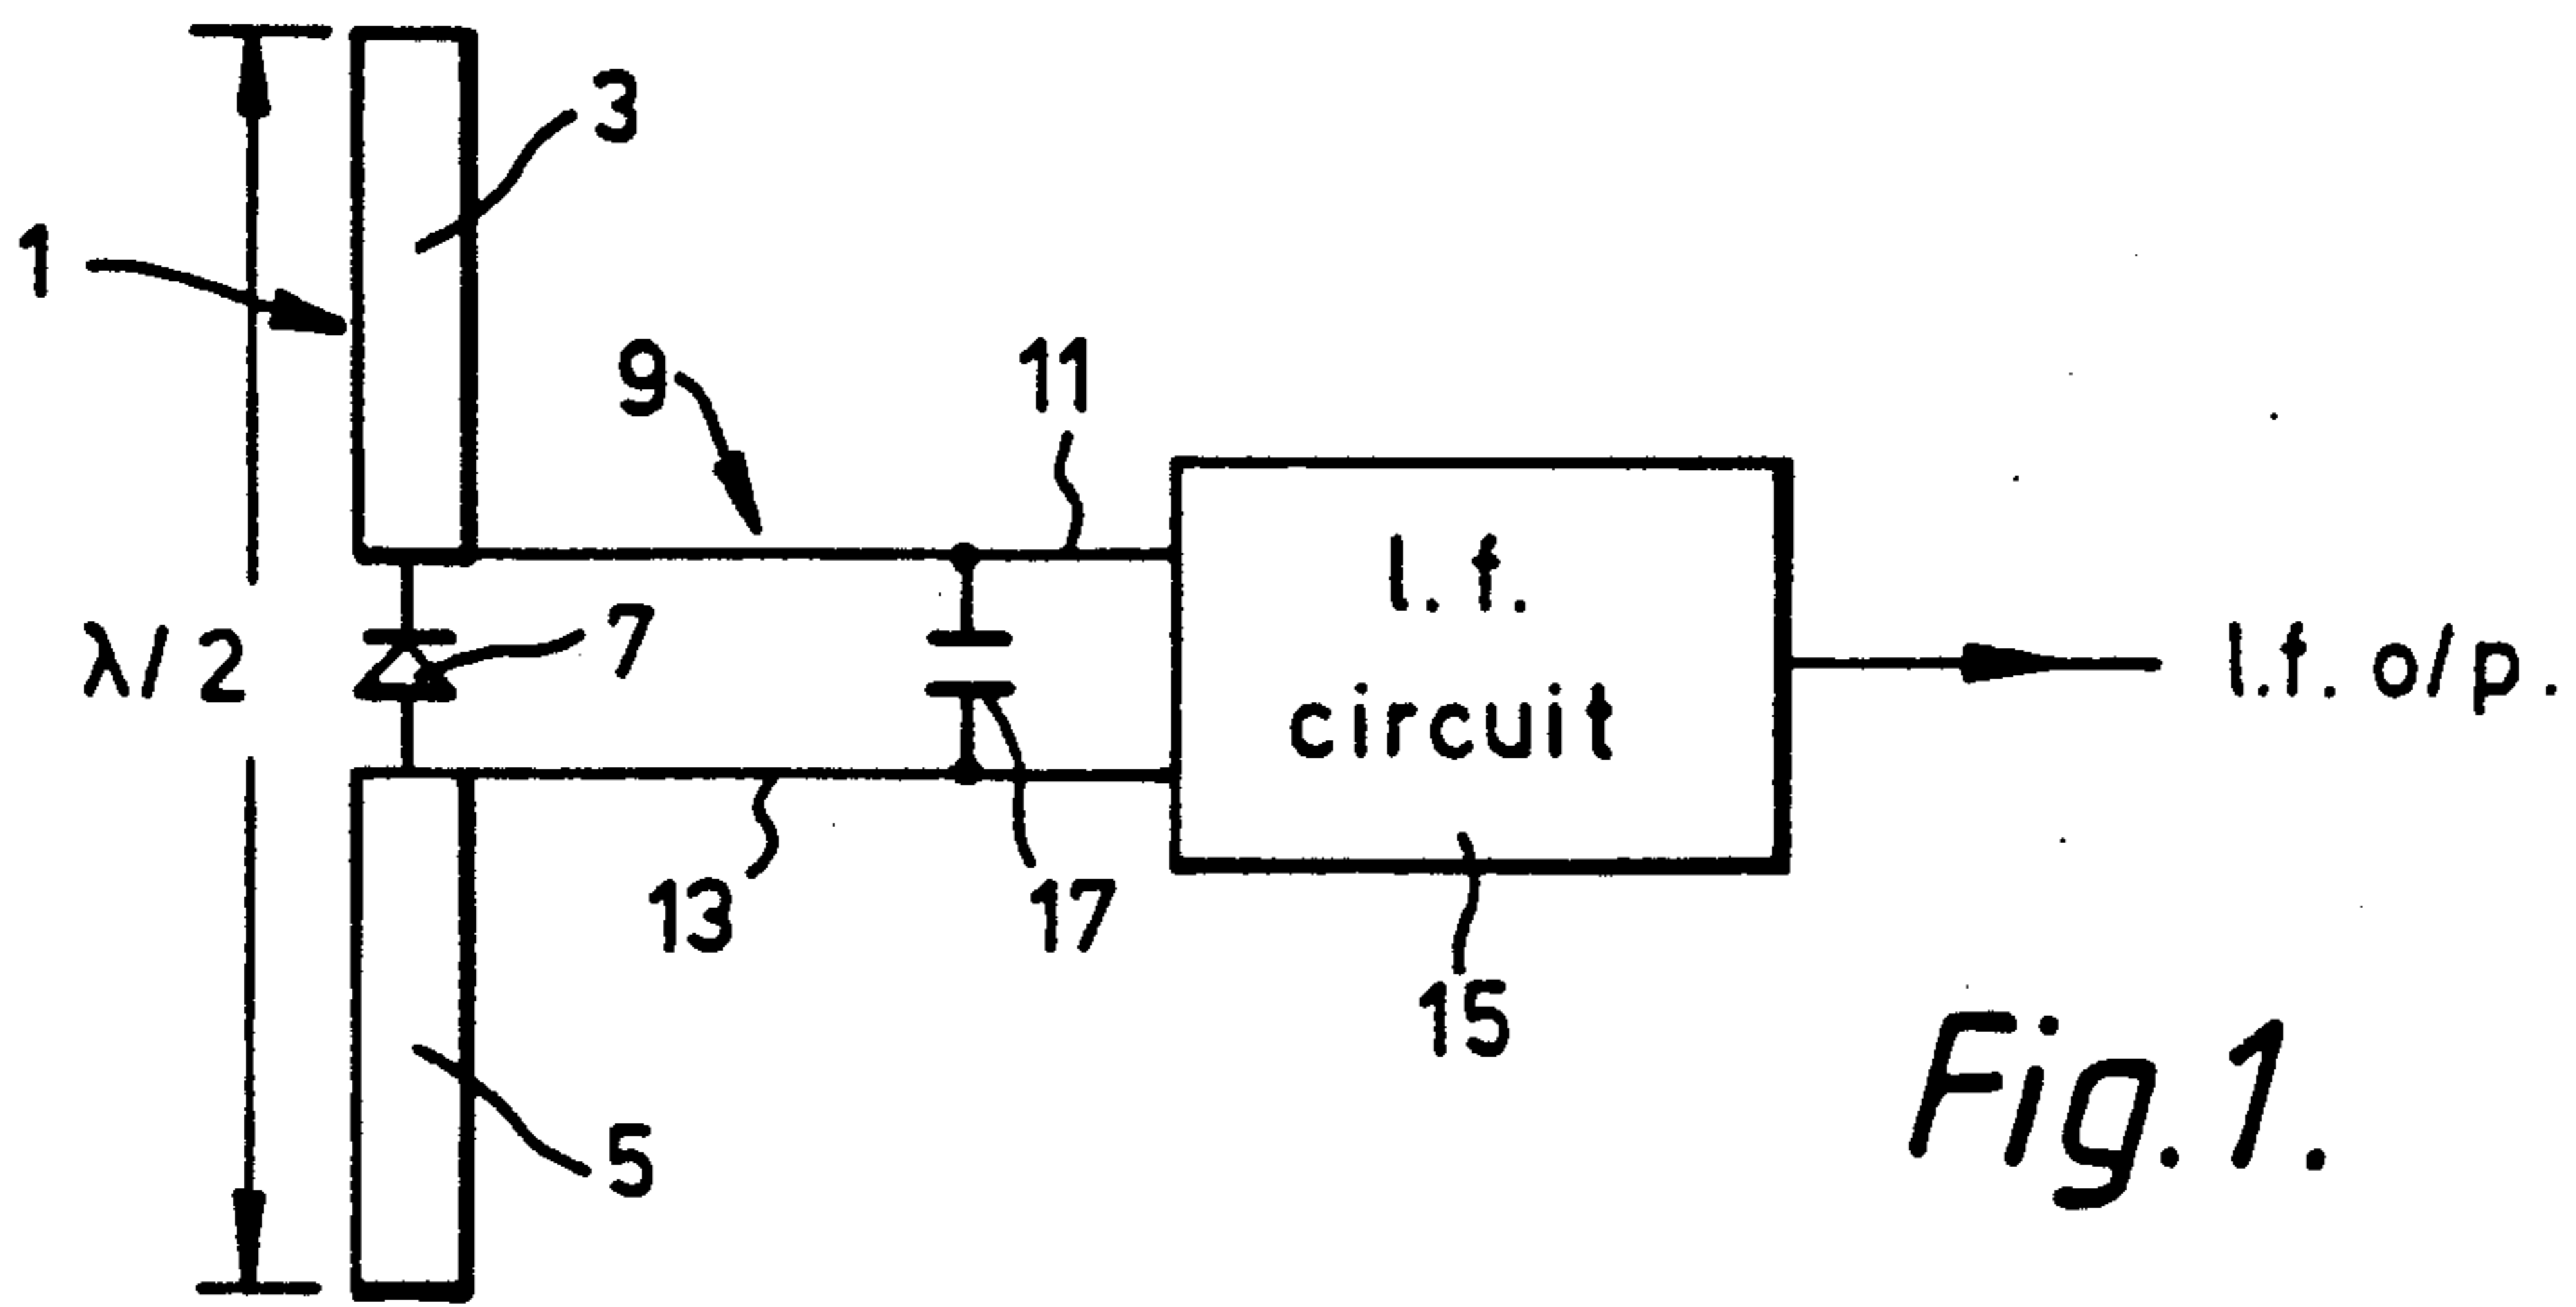 3
1
9
11
l.f.
circuit
λ/2
7
l.f. o/p.
13
17
15
5
Fig.1.